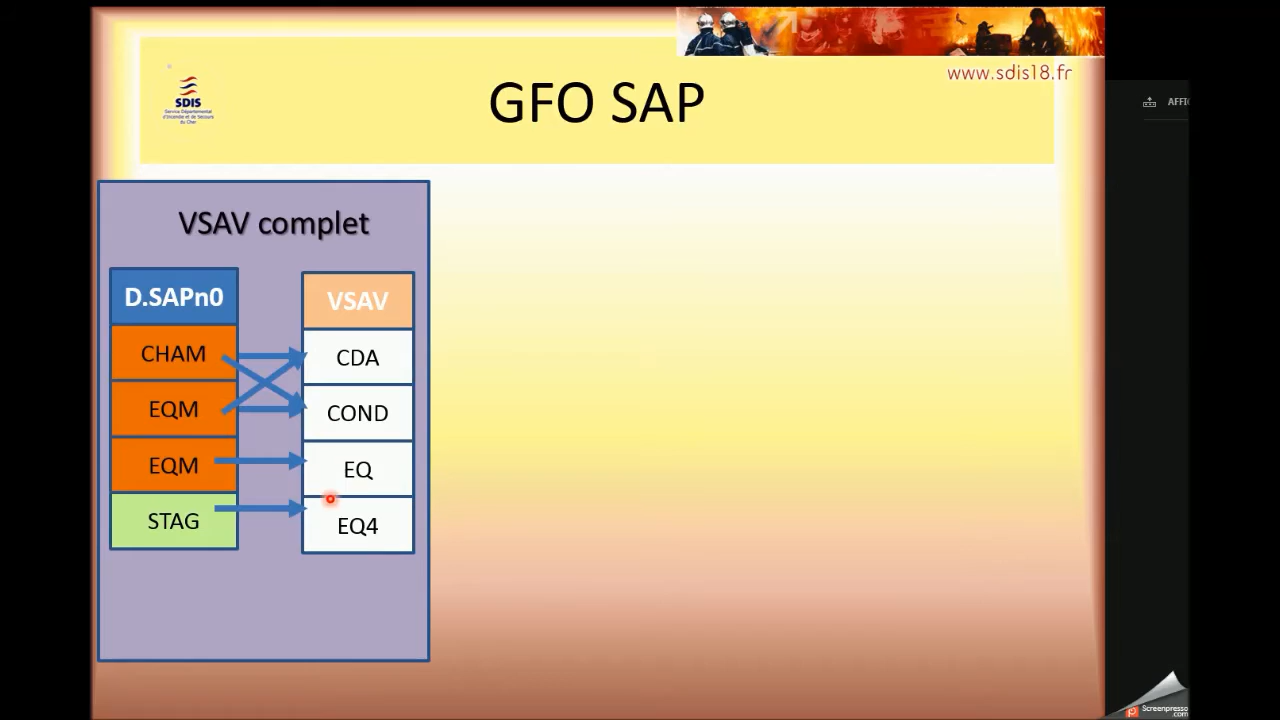 www.sdis18.fr
SDIS
Service Départemental
d'Incendie et de Secours
du Cher
GFO SAP
AFFI
VSAV complet
D.SAPn0
VSAV
CHAM
CDA
EQM
COND
EQM
EQ
STAG
EQ4
Screenpresso
.com